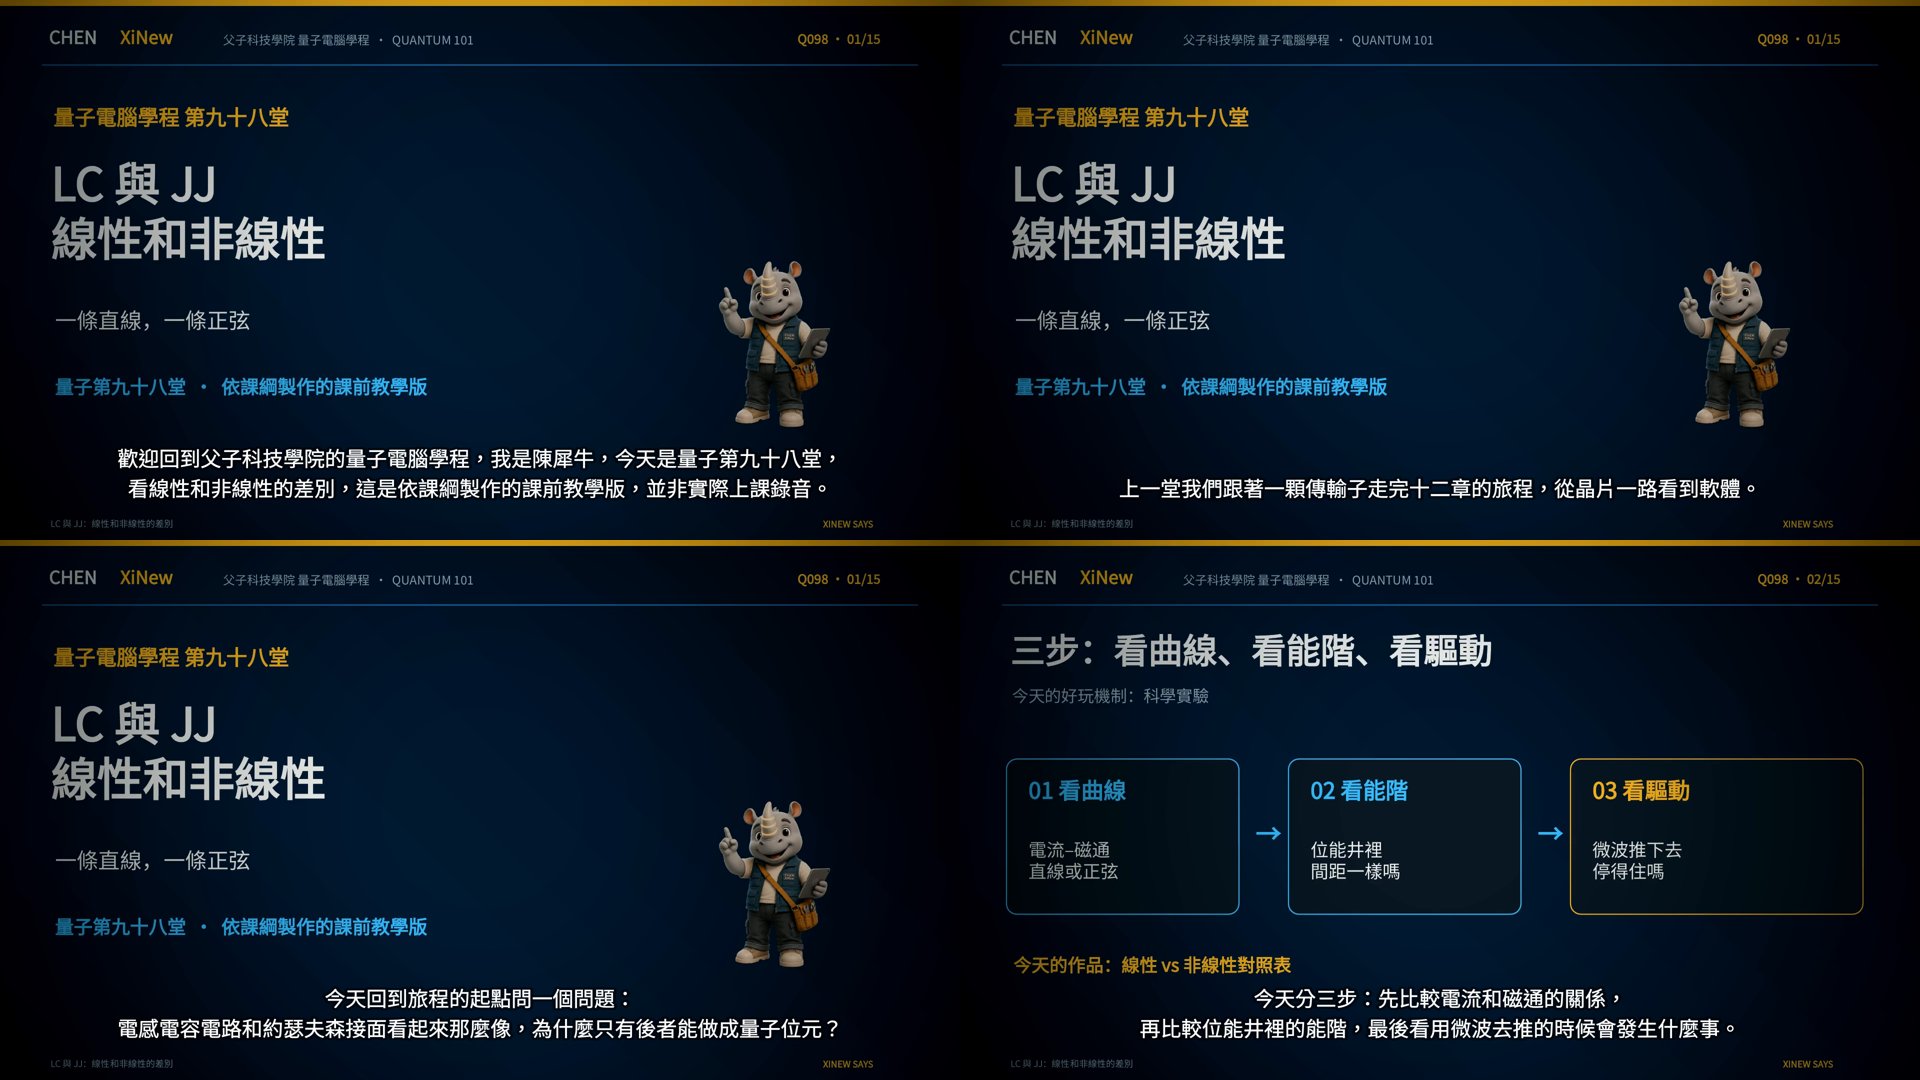 CHEN XiNew 父子科技學院 量子電腦學程 · QUANTUM 101 Q098 · 01/15
量子電腦學程 第九十八堂
LC 與 JJ
線性和非線性
一條直線，一條正弦
量子第九十八堂 · 依課綱製作的課前教學版
歡迎回到父子科技學院的量子電腦學程，我是陳犀牛，今天是量子第九十八堂，
看線性和非線性的差別，這是依課綱製作的課前教學版，並非實際上課錄音。
LC 與 JJ：線性和非線性的差別 XINEW SAYS
CHEN XiNew 父子科技學院 量子電腦學程 · QUANTUM 101 Q098 · 01/15
量子電腦學程 第九十八堂
LC 與 JJ
線性和非線性
一條直線，一條正弦
量子第九十八堂 · 依課綱製作的課前教學版
上一堂我們跟著一顆傳輸子走完十二章的旅程，從晶片一路看到軟體。
LC 與 JJ：線性和非線性的差別 XINEW SAYS
CHEN XiNew 父子科技學院 量子電腦學程 · QUANTUM 101 Q098 · 01/15
量子電腦學程 第九十八堂
LC 與 JJ
線性和非線性
一條直線，一條正弦
量子第九十八堂 · 依課綱製作的課前教學版
今天回到旅程的起點問一個問題：
電感電容電路和約瑟夫森接面看起來那麼像，為什麼只有後者能做成量子位元？
LC 與 JJ：線性和非線性的差別 XINEW SAYS
CHEN XiNew 父子科技學院 量子電腦學程 · QUANTUM 101 Q098 · 02/15
三步：看曲線、看能階、看驅動
今天的好玩機制：科學實驗
01 看曲線
電流–磁通
直線或正弦
→
02 看能階
位能井裡
間距一樣嗎
→
03 看驅動
微波推下去
停得住嗎
今天的作品：線性 vs 非線性對照表
今天分三步：先比較電流和磁通的關係，
再比較位能井裡的能階，最後看用微波去推的時候會發生什麼事。
LC 與 JJ：線性和非線性的差別 XINEW SAYS